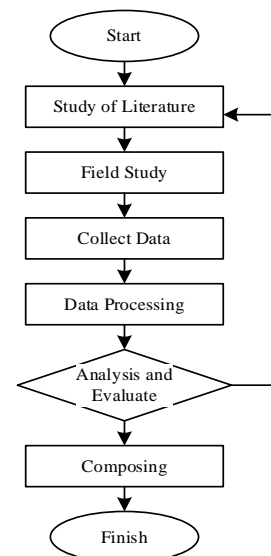 Start
Study of Literature
Field Study
Collect Data
Data Processing
Analysis and
Evaluate
Composing
Finish